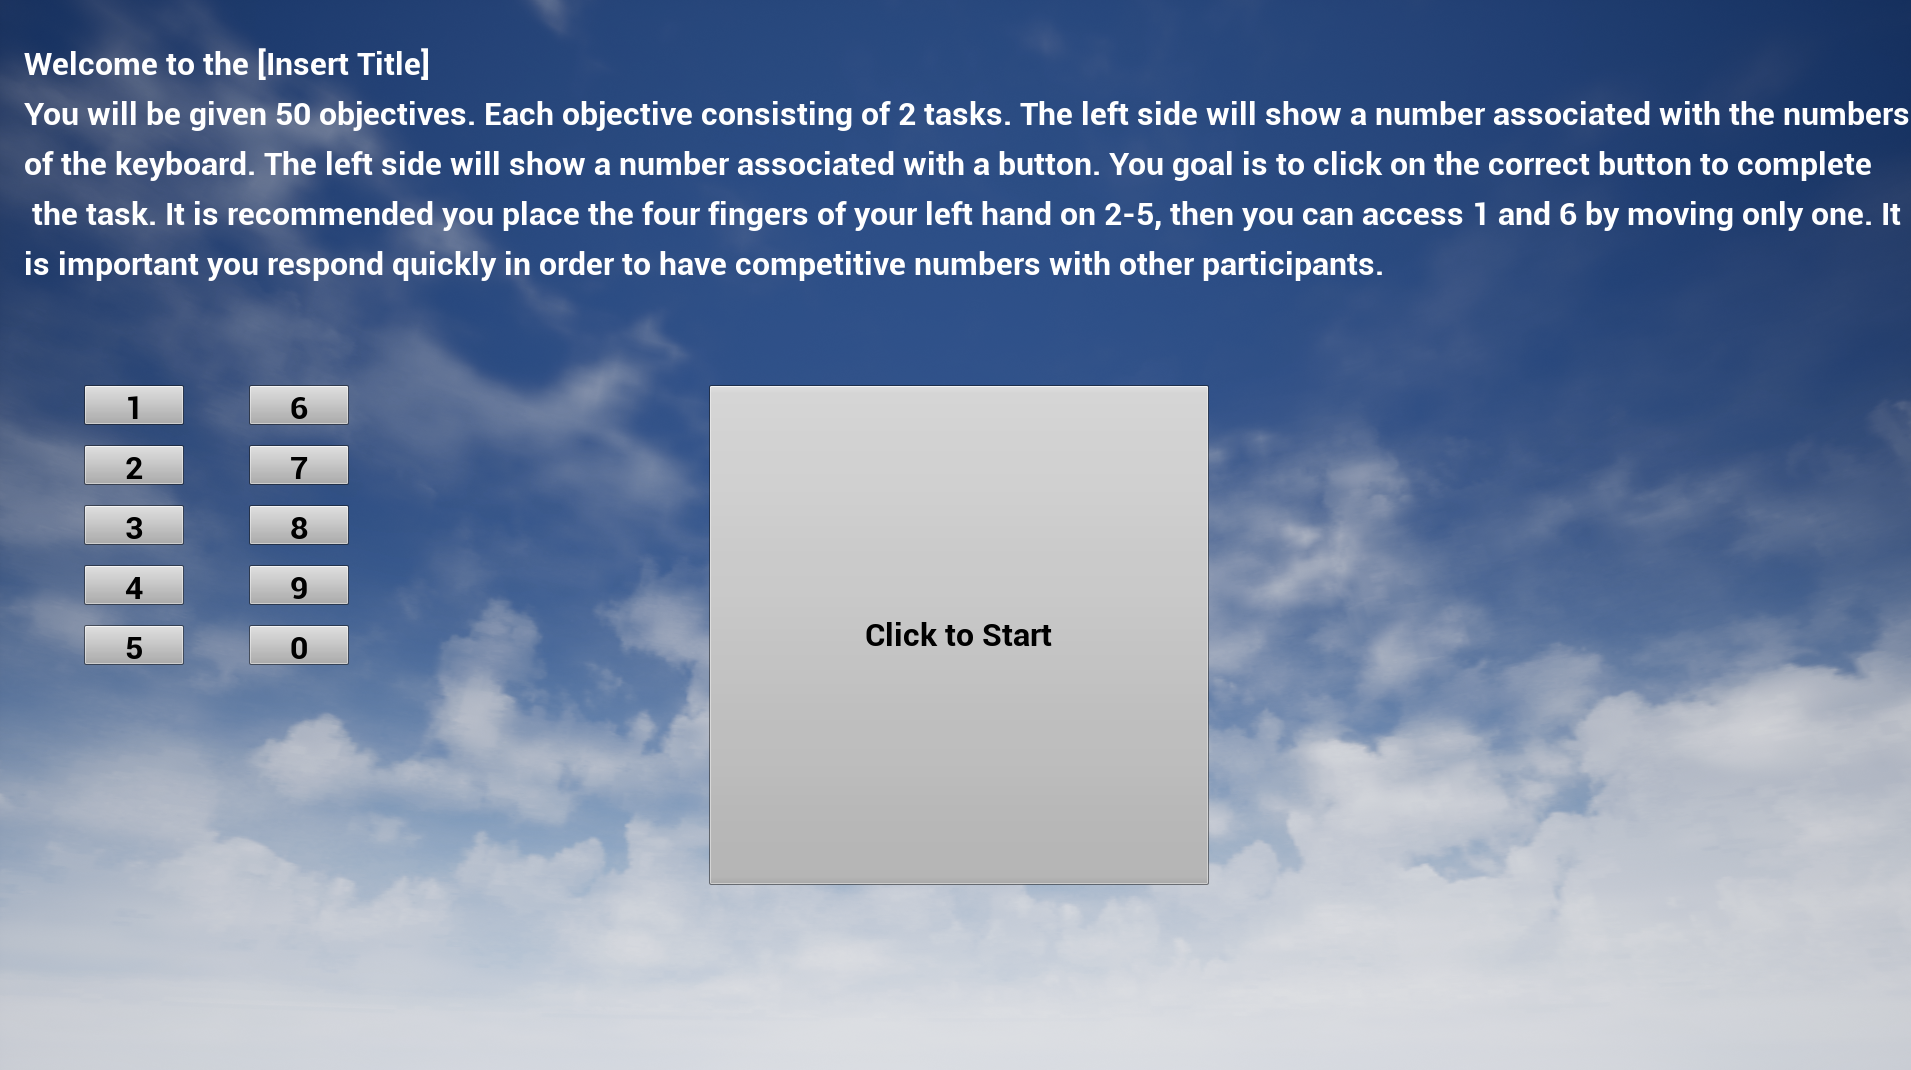 Welcome to the [Insert Title]
You will be given 50 objectives. Each objective consisting of 2 tasks. The left side will show a number associated with the numbers
of the keyboard. The left side will show a number associated with a button. You goal is to click on the correct button to complete
the task. It is recommended you place the four fingers of your left hand on 2-5, then you can access 1 and 6 by moving only one. It
is important you respond quickly in order to have competitive numbers with other participants.
1 6
2 7
3 8
4 9
5 0
Click to Start